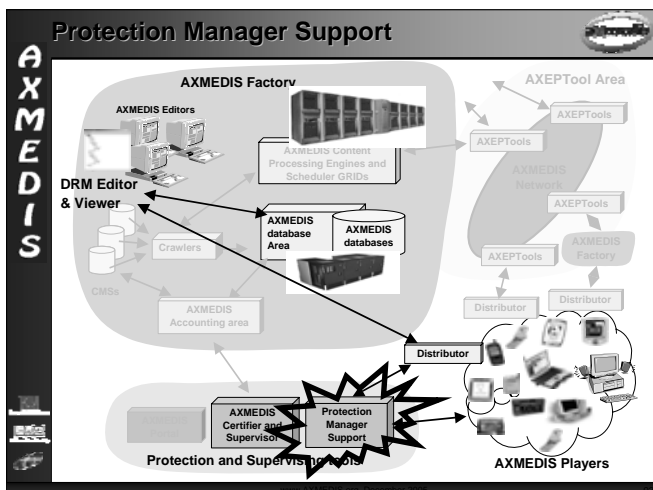 Protection Manager Support
AXMEDIS
AXMEDIS Factory
AXEPTool Area
AXMEDIS Editors
AXEPTools
AXEPTools
AXMEDIS Content
Processing Engines and
Scheduler GRIDs
AXMEDIS
Network
DRM Editor
& Viewer
AXEPTools
AXMEDIS
database
Area
AXMEDIS
databases
Crawlers
AXMEDIS
Factory
AXEPTools
CMSs
AXMEDIS
Accounting area
Distributor
Distributor
Distributor
AXMEDIS
Certifier and
Supervisor
Protection
Manager
Support
Protection and Supervising tools
AXMEDIS Players